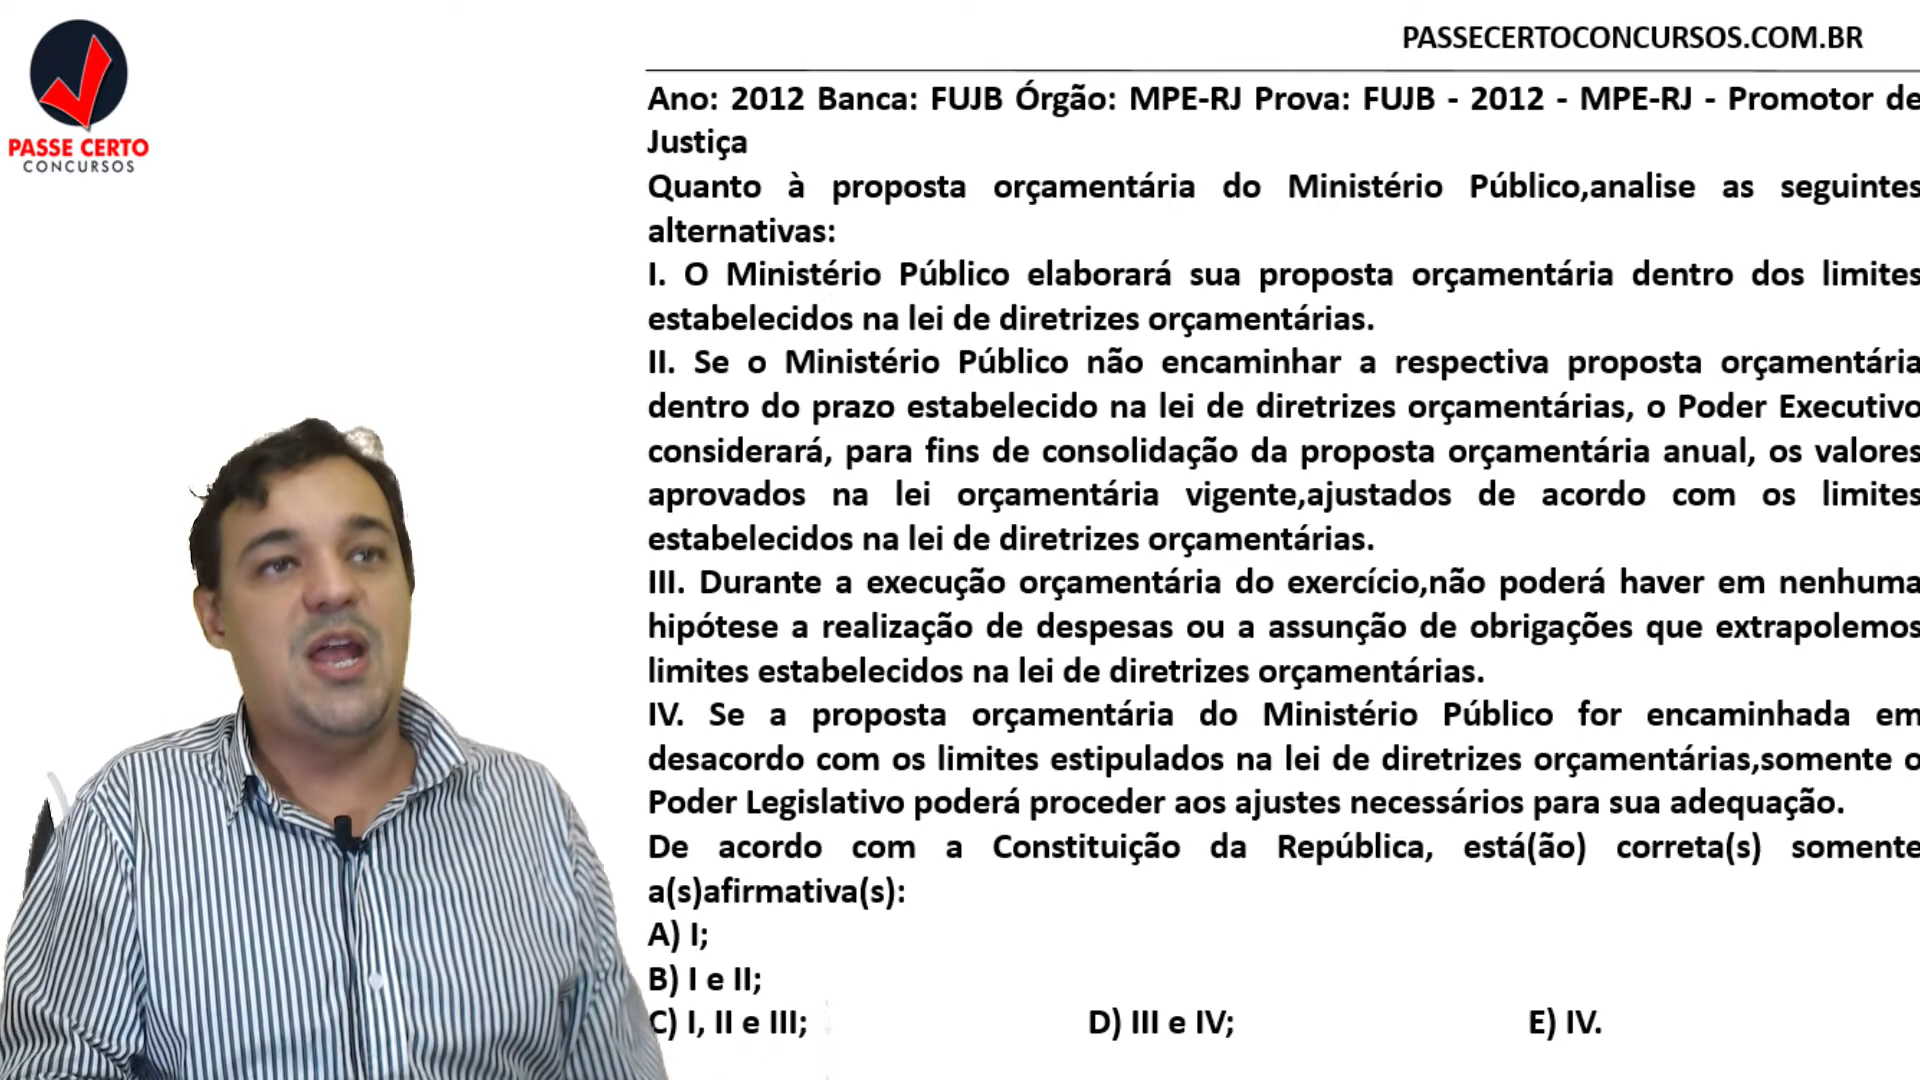 PASSECERTOCONCURSOS.COM.BR
PASSE CERTO
CONCURSOS
Ano: 2012 Banca: FUJB Órgão: MPE-RJ Prova: FUJB - 2012 - MPE-RJ - Promotor de
Justiça
Quanto à proposta orçamentária do Ministério Público,analise as seguintes
alternativas:
I. O Ministério Público elaborará sua proposta orçamentária dentro dos limites
estabelecidos na lei de diretrizes orçamentárias.
II. Se o Ministério Público não encaminhar a respectiva proposta orçamentária
dentro do prazo estabelecido na lei de diretrizes orçamentárias, o Poder Executivo
considerará, para fins de consolidação da proposta orçamentária anual, os valores
aprovados na lei orçamentária vigente,ajustados de acordo com os limites
estabelecidos na lei de diretrizes orçamentárias.
III. Durante a execução orçamentária do exercício,não poderá haver em nenhuma
hipótese a realização de despesas ou a assunção de obrigações que extrapolemos
limites estabelecidos na lei de diretrizes orçamentárias.
IV. Se a proposta orçamentária do Ministério Público for encaminhada em
desacordo com os limites estipulados na lei de diretrizes orçamentárias,somente o
Poder Legislativo poderá proceder aos ajustes necessários para sua adequação.
De acordo com a Constituição da República, está(ão) correta(s) somente
a(s)afirmativa(s):
A) I;
B) I e II;
C) I, II e III; D) III e IV; E) IV.